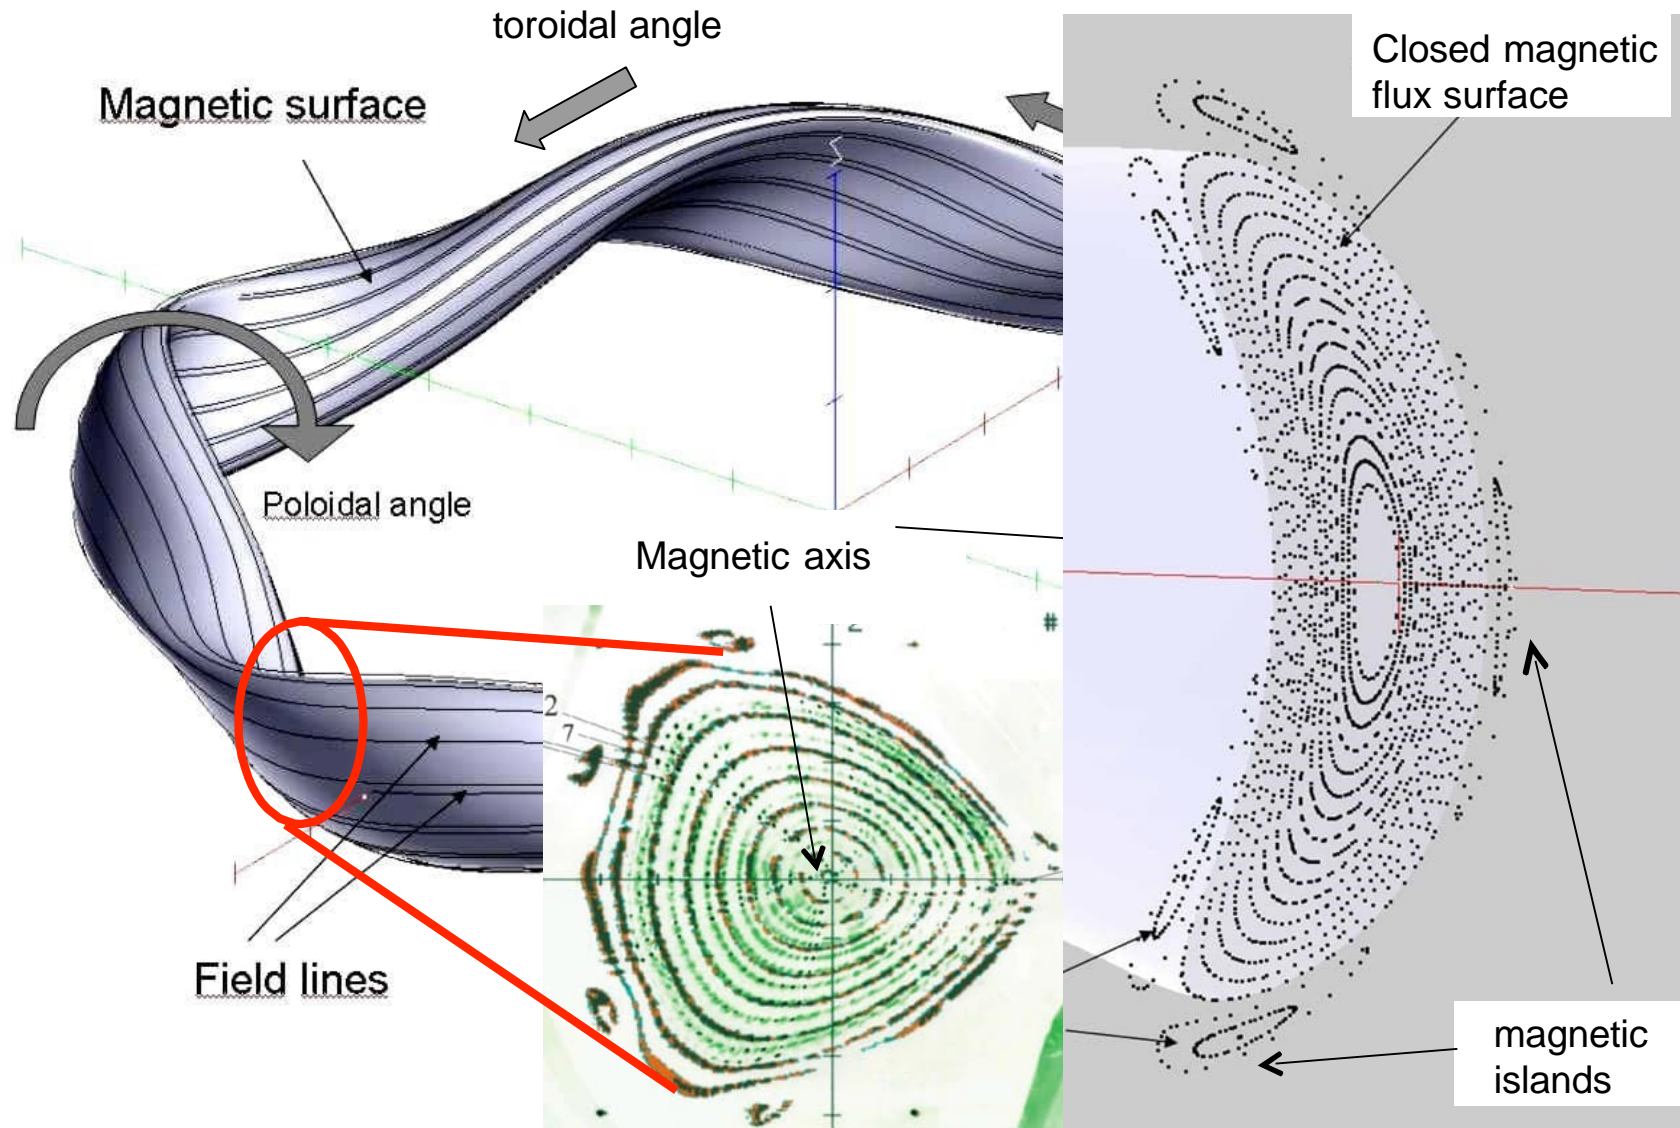 toroidal angle
Closed magnetic
flux surface
Magnetic surface
Poloidal angle
Magnetic axis
#
2
7
Field lines
magnetic
islands